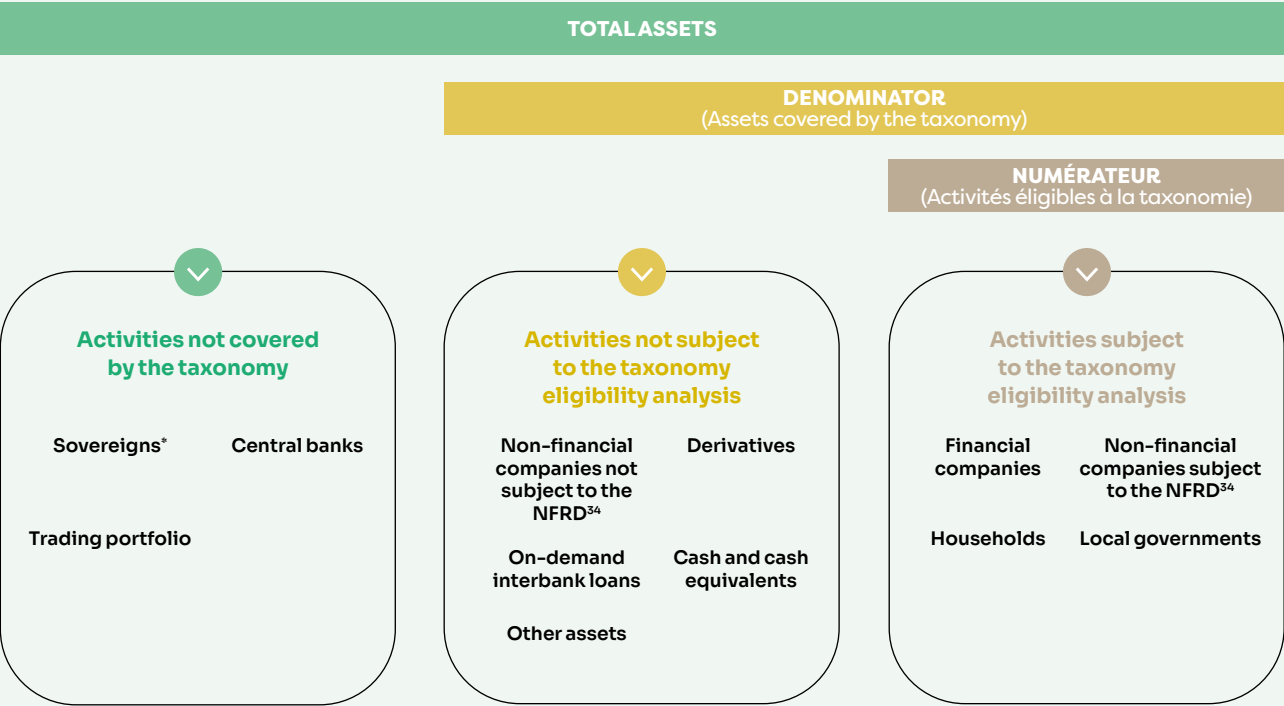 TOTAL ASSETS
DENOMINATOR
(Assets covered by the taxonomy)
NUMÉRATEUR
(Activités éligibles à la taxonomie)
Activities not covered
by the taxonomy
Sovereigns*
Central banks
Trading portfolio
Activities not subject
to the taxonomy
eligibility analysis
Non-financial
companies not
subject to the
NFRD³⁴
Derivatives
On-demand
interbank loans
Cash and cash
equivalents
Other assets
Activities subject
to the taxonomy
eligibility analysis
Financial
companies
Non-financial
companies subject
to the NFRD³⁴
Households
Local governments